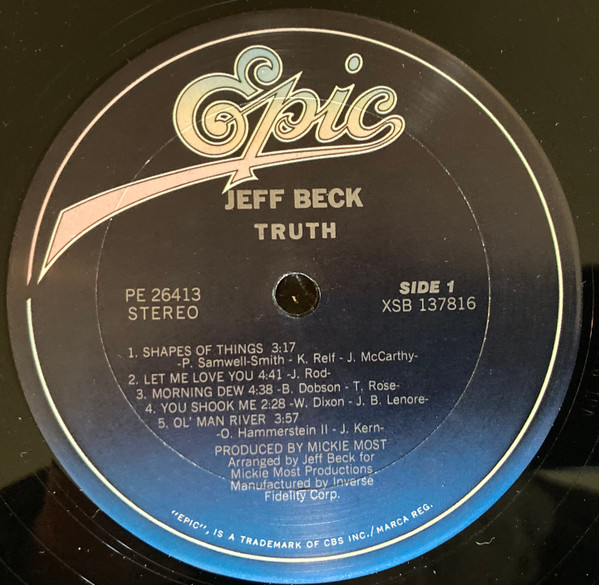 Epic
JEFF BECK
TRUTH
PE 26413
STEREO
SIDE 1
XSB 137816
1. SHAPES OF THINGS 3:17
-P. Samwell-Smith - K. Relf - J. McCarthy-
2. LET ME LOVE YOU 4:41 -J. Rod-
3. MORNING DEW 4:38 -B. Dobson - T. Rose-
4. YOU SHOOK ME 2:28 -W. Dixon - J. B. Lenore-
5. OL' MAN RIVER 3:57
-O. Hammerstein II - J. Kern-
PRODUCED BY MICKIE MOST
Arranged by Jeff Beck for
Mickie Most Productions
Manufactured by Inverse
Fidelity Corp.
"EPIC", IS A TRADEMARK OF CBS INC./MARCA REG.